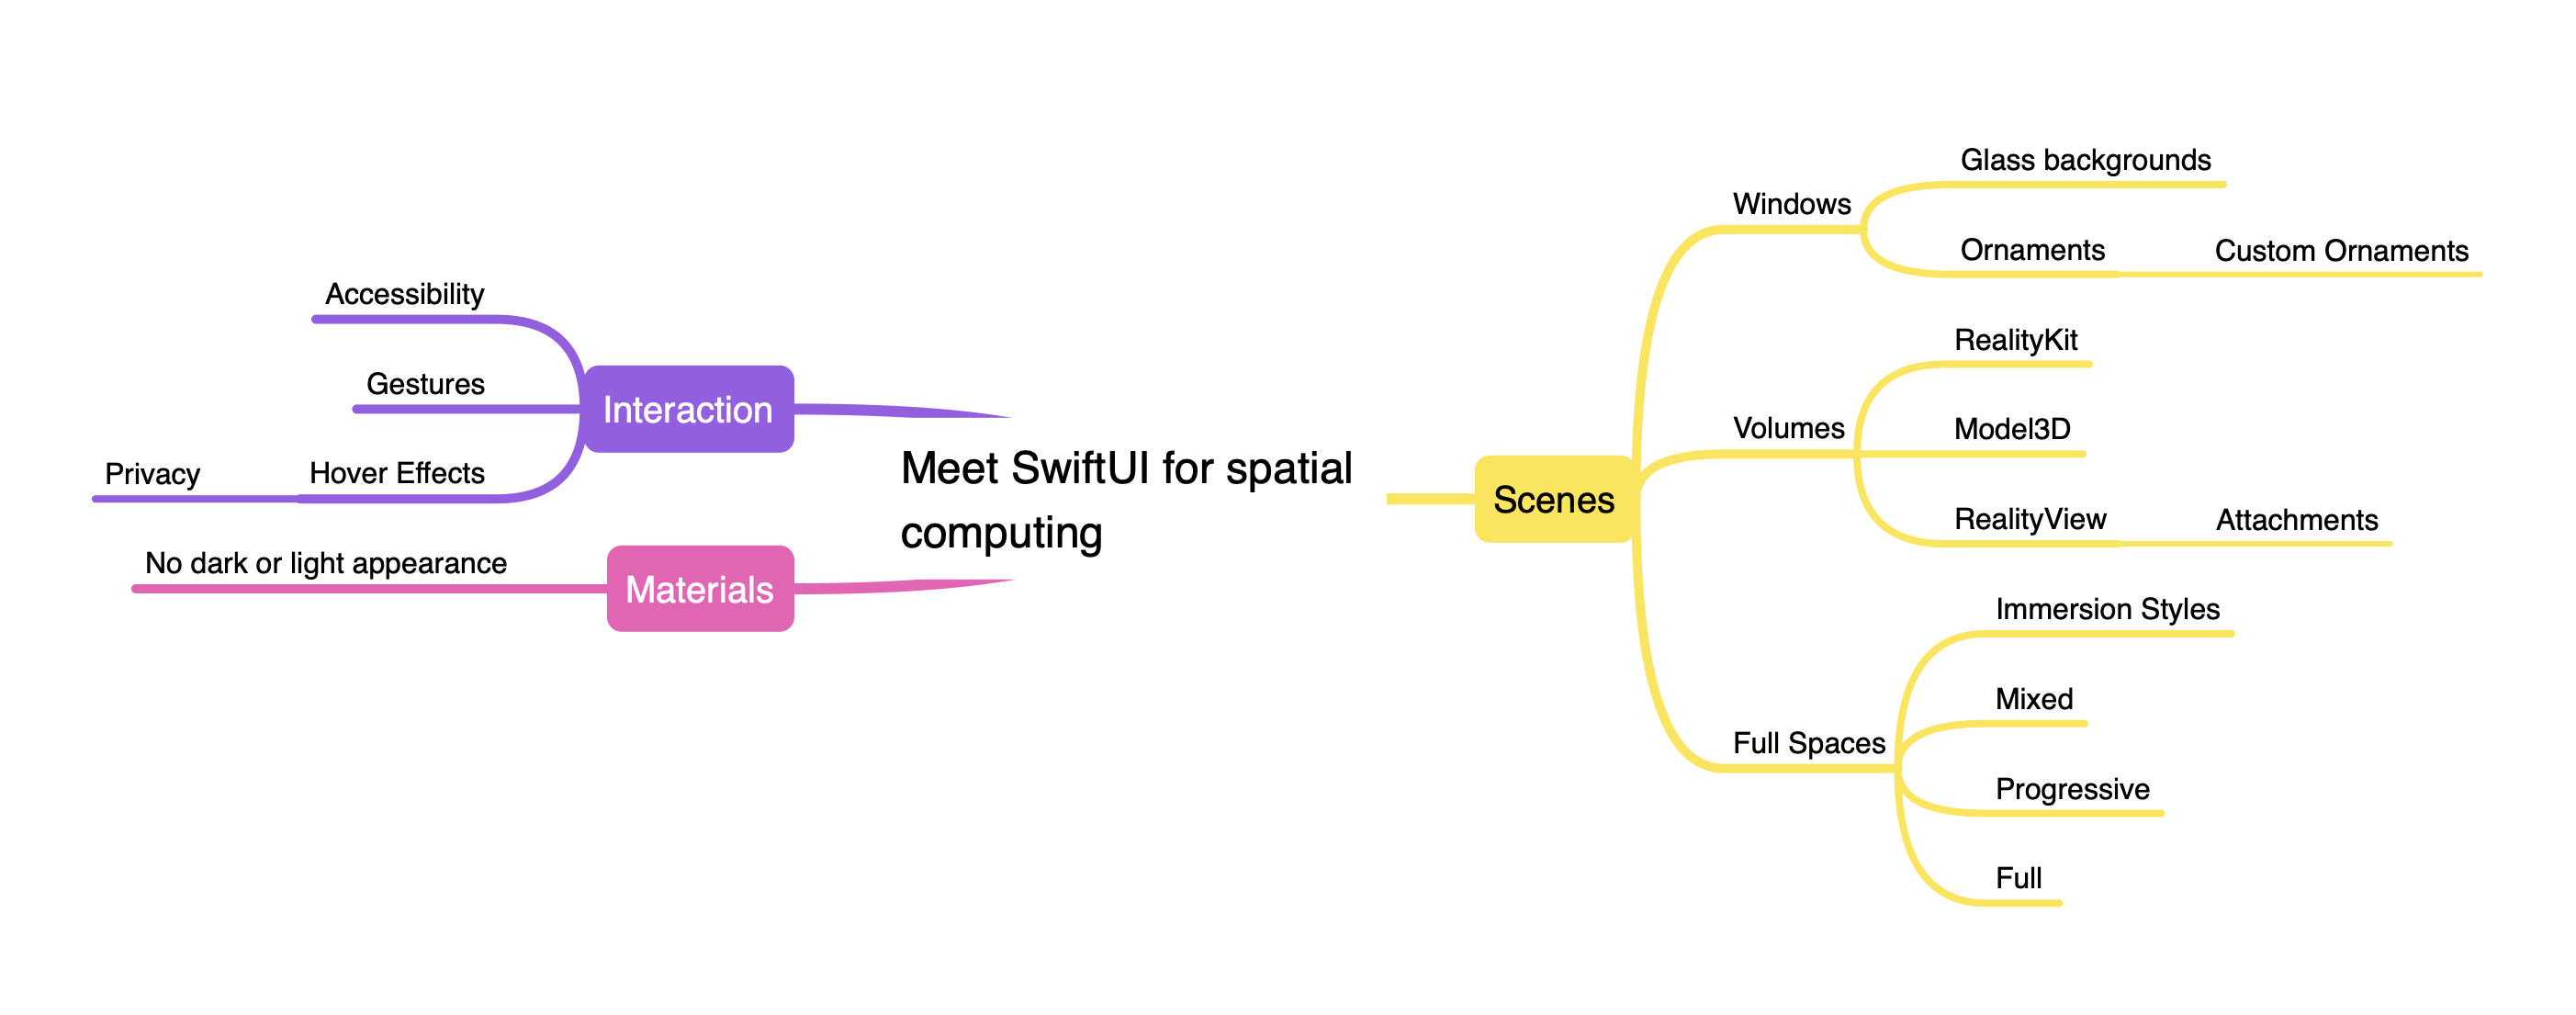 Meet SwiftUI for spatial
computing
Scenes
Windows
Glass backgrounds
Ornaments
Custom Ornaments
Volumes
RealityKit
Model3D
RealityView
Attachments
Full Spaces
Immersion Styles
Mixed
Progressive
Full
Interaction
Accessibility
Gestures
Hover Effects
Privacy
Materials
No dark or light appearance